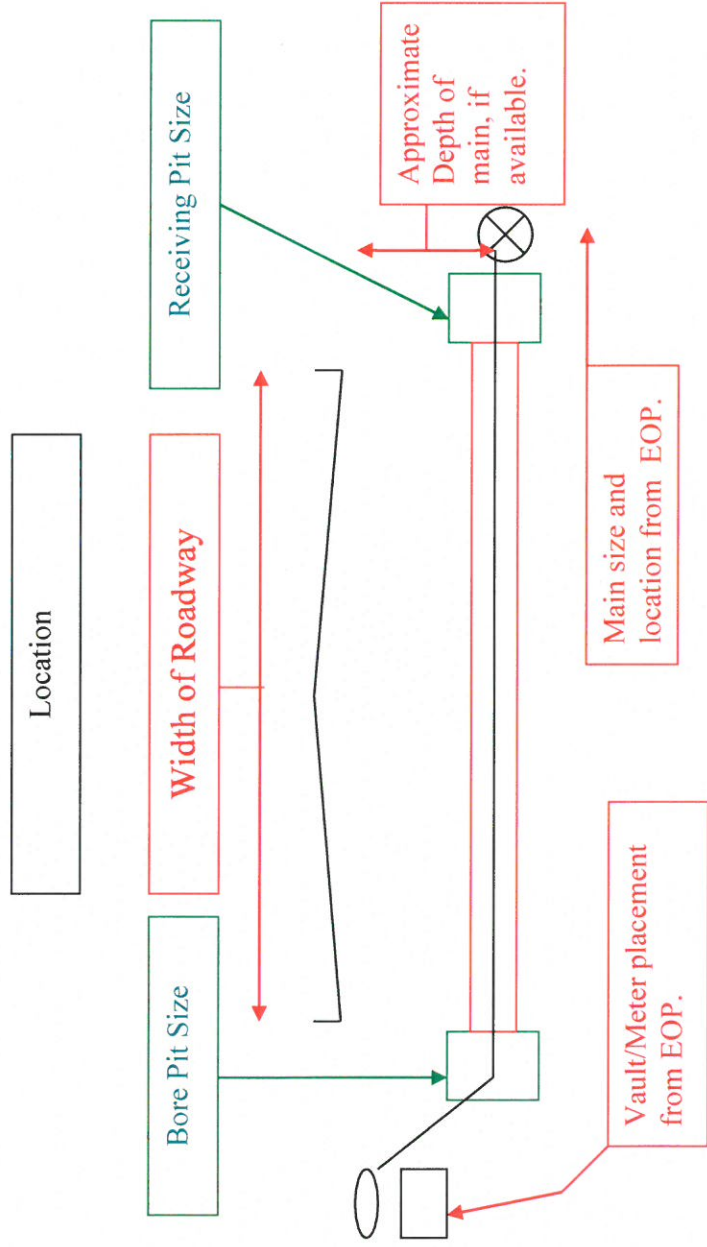 Location
Bore Pit Size
Width of Roadway
Receiving Pit Size
Approximate
Depth of
main, if
available.
Vault/Meter placement
from EOP.
Main size and
location from EOP.